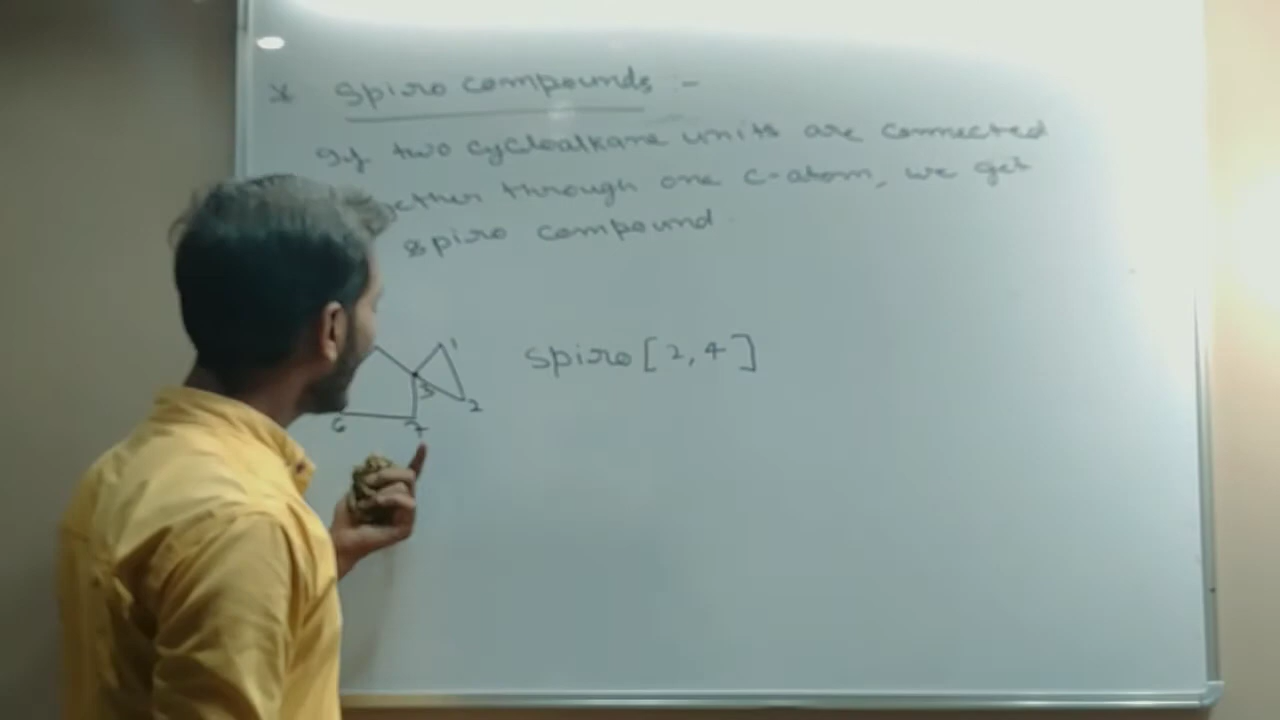 * Spiro compounds :-
If two cycloalkane units are connected
gether through one c-atom, we get
spiro compound
1
3
2
6 7
Spiro [2,4]